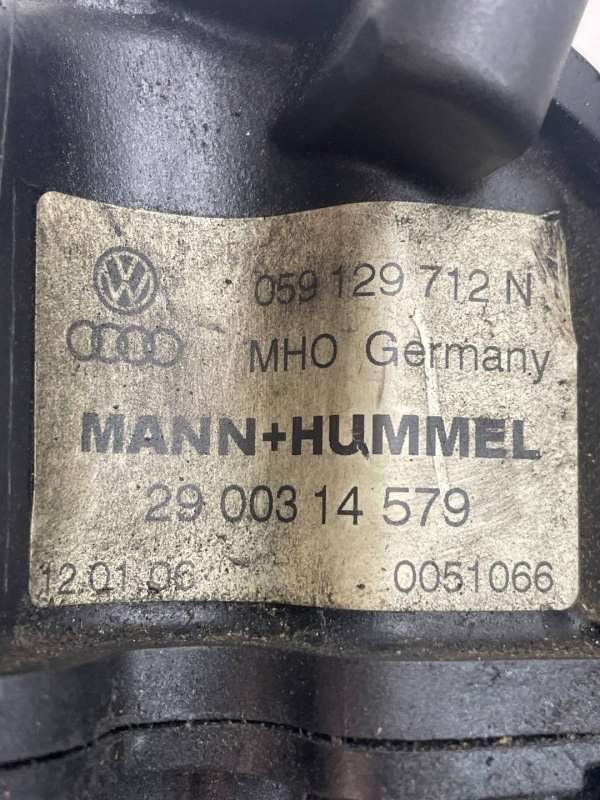 059 129 712 N
MHO Germany
MANN+HUMMEL
29 003 14 579
12.01.06 0051066